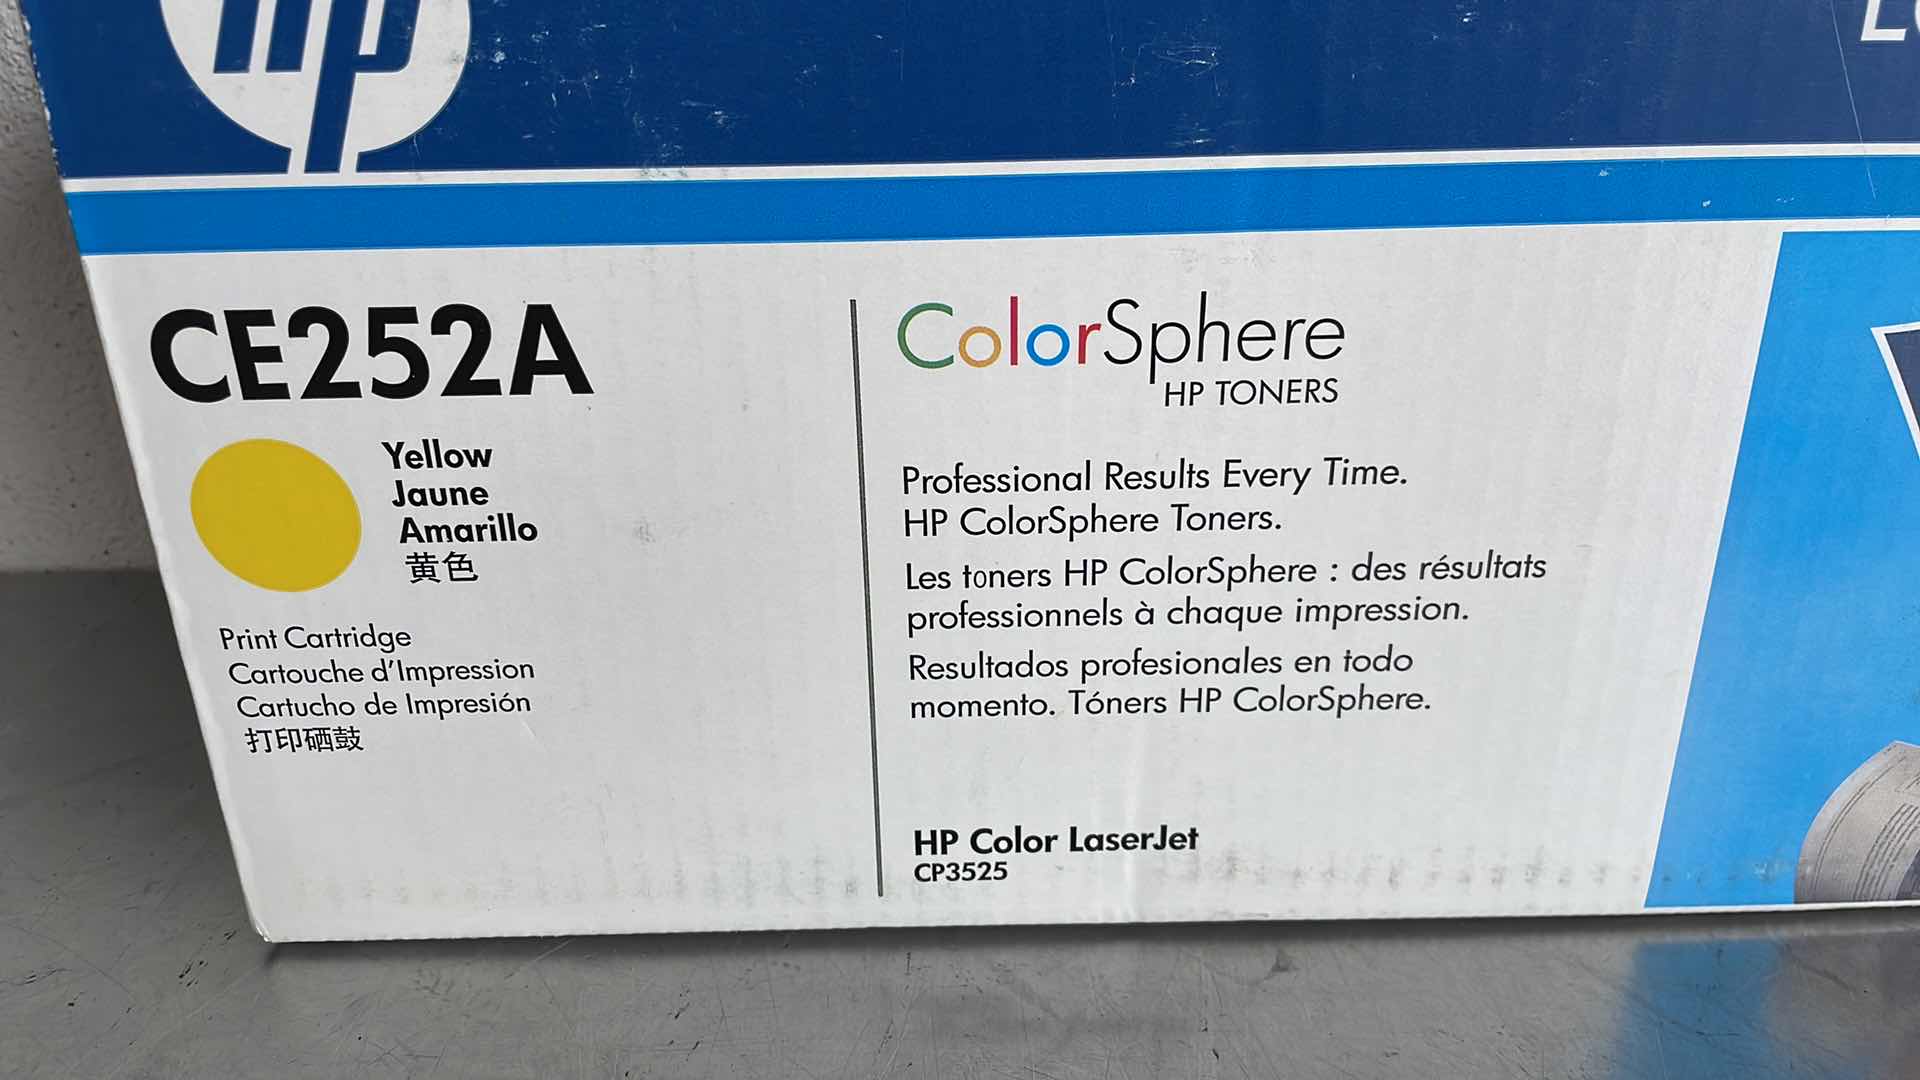 hp
CE252A
Yellow
Jaune
Amarillo
黄色
Print Cartridge
Cartouche d'Impression
Cartucho de Impresión
打印硒鼓
ColorSphere
HP TONERS
Professional Results Every Time.
HP ColorSphere Toners.
Les toners HP ColorSphere : des résultats
professionnels à chaque impression.
Resultados profesionales en todo
momento. Tóners HP ColorSphere.
HP Color LaserJet
CP3525